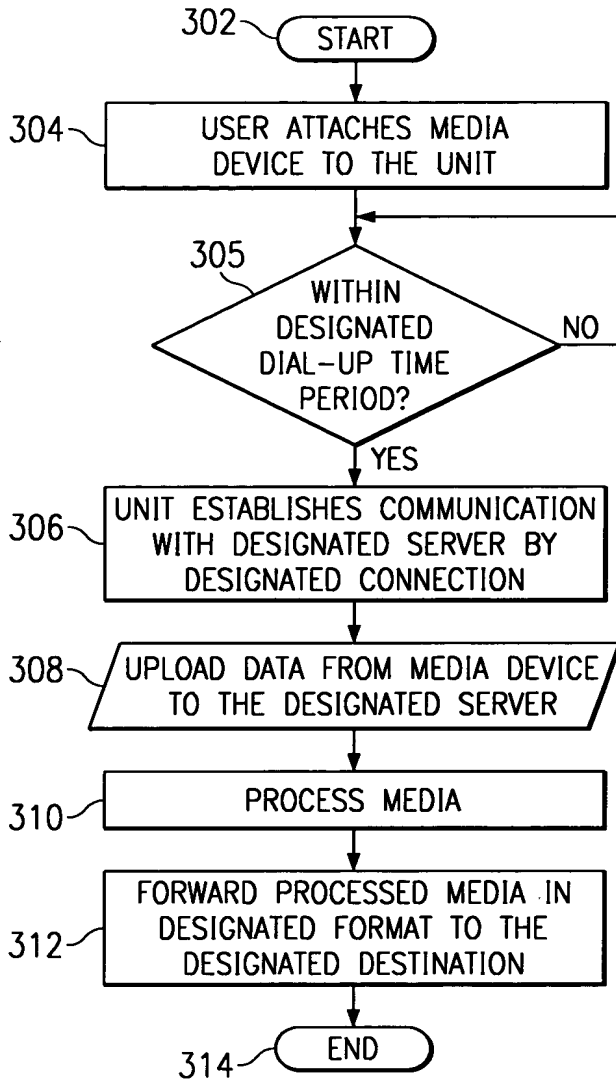 302
START
304
USER ATTACHES MEDIA
DEVICE TO THE UNIT
305
WITHIN
DESIGNATED
DIAL-UP TIME
PERIOD?
NO
YES
306
UNIT ESTABLISHES COMMUNICATION
WITH DESIGNATED SERVER BY
DESIGNATED CONNECTION
308
UPLOAD DATA FROM MEDIA DEVICE
TO THE DESIGNATED SERVER
310
PROCESS MEDIA
312
FORWARD PROCESSED MEDIA IN
DESIGNATED FORMAT TO THE
DESIGNATED DESTINATION
314
END